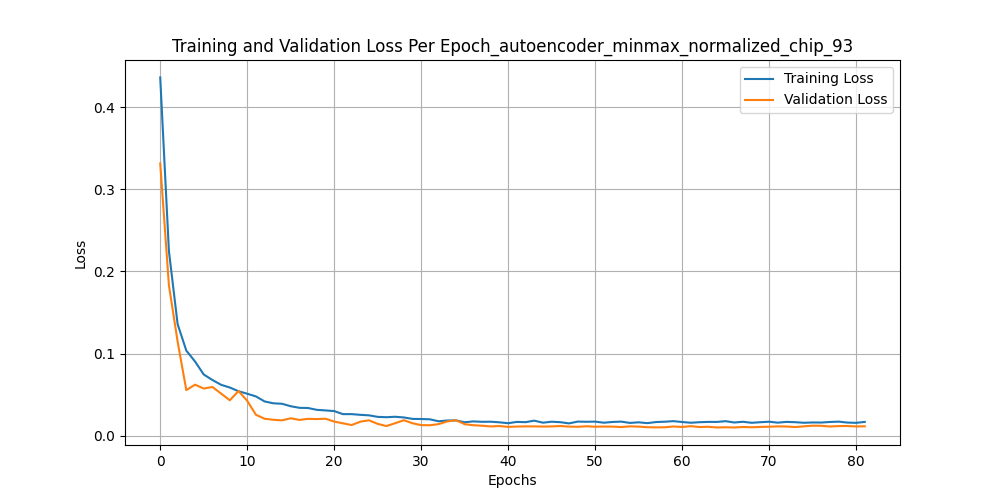 Training and Validation Loss Per Epoch_autoencoder_minmax_normalized_chip_93
Training Loss
Validation Loss
Loss
0.4
0.3
0.2
0.1
0.0
0 10 20 30 40 50 60 70 80
Epochs